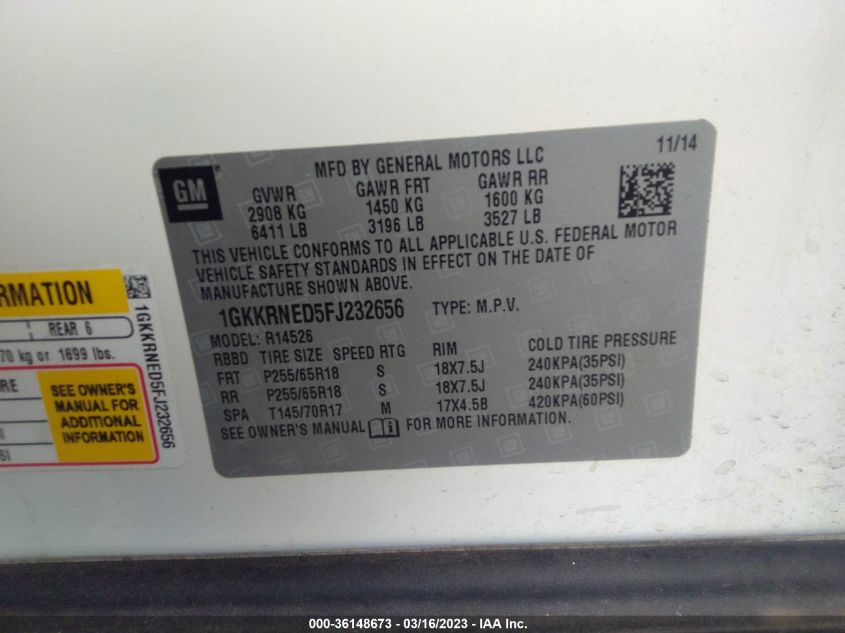 GM
MFD BY GENERAL MOTORS LLC
11/14
GVWR GAWR FRT GAWR RR
2908 KG 1450 KG 1600 KG
6411 LB 3196 LB 3527 LB
THIS VEHICLE CONFORMS TO ALL APPLICABLE U.S. FEDERAL MOTOR
VEHICLE SAFETY STANDARDS IN EFFECT ON THE DATE OF
MANUFACTURE SHOWN ABOVE.
1GKKRNED5FJ232656 TYPE: M.P.V.
MODEL: R14526
RBBD TIRE SIZE SPEED RTG RIM COLD TIRE PRESSURE
FRT P255/65R18 S 18X7.5J 240KPA(35PSI)
RR P255/65R18 S 18X7.5J 240KPA(35PSI)
SPA T145/70R17 M 17X4.5B 420KPA(60PSI)
SEE OWNER'S MANUAL FOR MORE INFORMATION.
RMATION
REAR 6
70 kg or 1699 lbs.
RE
SEE OWNER'S
MANUAL FOR
ADDITIONAL
INFORMATION
SI
1GKKRNED5FJ232656
000-36148673 - 03/16/2023 - IAA Inc.